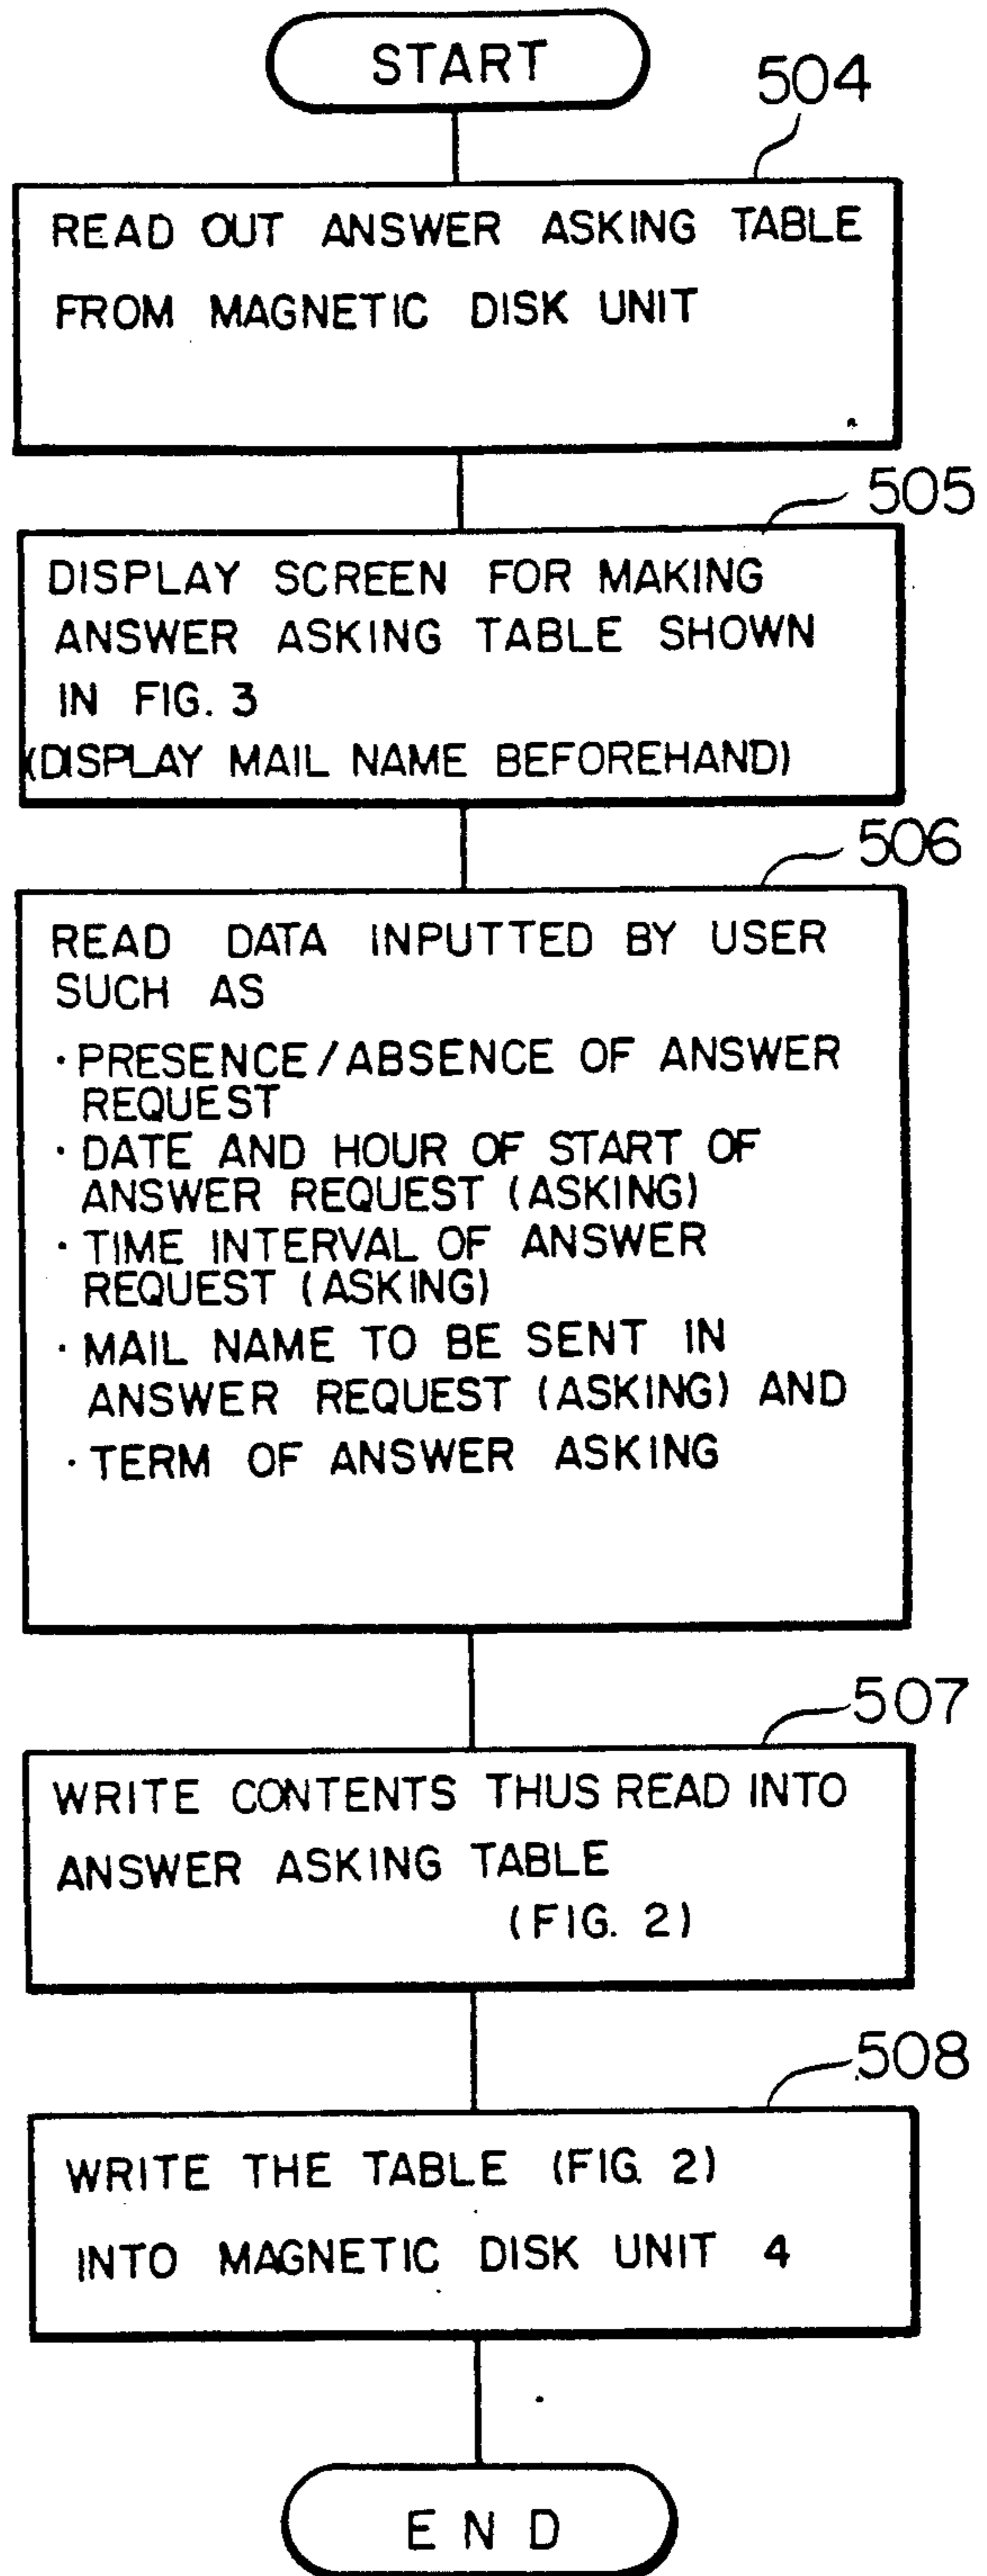 START
504
READ OUT ANSWER ASKING TABLE
FROM MAGNETIC DISK UNIT
505
DISPLAY SCREEN FOR MAKING
ANSWER ASKING TABLE SHOWN
IN FIG. 3
(DISPLAY MAIL NAME BEFOREHAND)
506
READ DATA INPUTTED BY USER
SUCH AS
· PRESENCE/ABSENCE OF ANSWER
REQUEST
· DATE AND HOUR OF START OF
ANSWER REQUEST (ASKING)
· TIME INTERVAL OF ANSWER
REQUEST (ASKING)
· MAIL NAME TO BE SENT IN
ANSWER REQUEST (ASKING) AND
· TERM OF ANSWER ASKING
507
WRITE CONTENTS THUS READ INTO
ANSWER ASKING TABLE
(FIG. 2)
508
WRITE THE TABLE (FIG. 2)
INTO MAGNETIC DISK UNIT 4
END